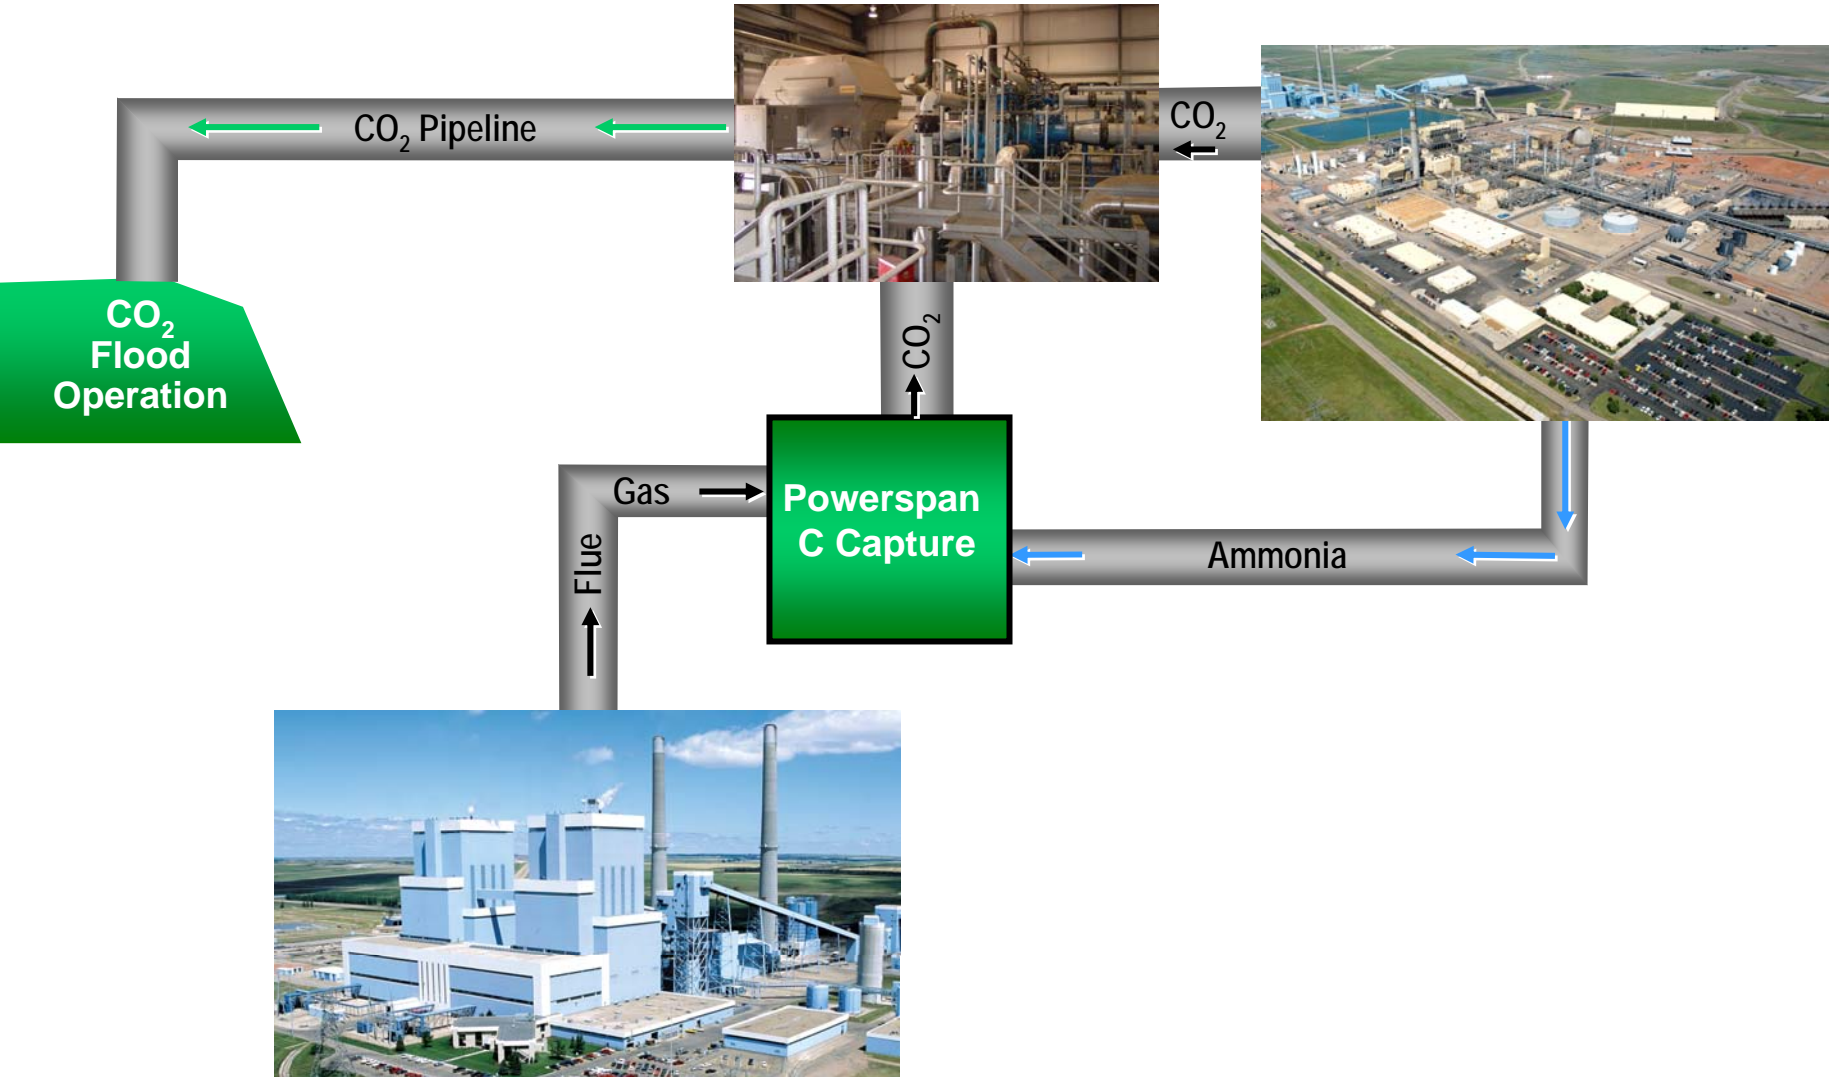 CO₂ Pipeline
CO₂
CO₂
Flood
Operation
CO₂
Flue
Gas
Powerspan
C Capture
Ammonia